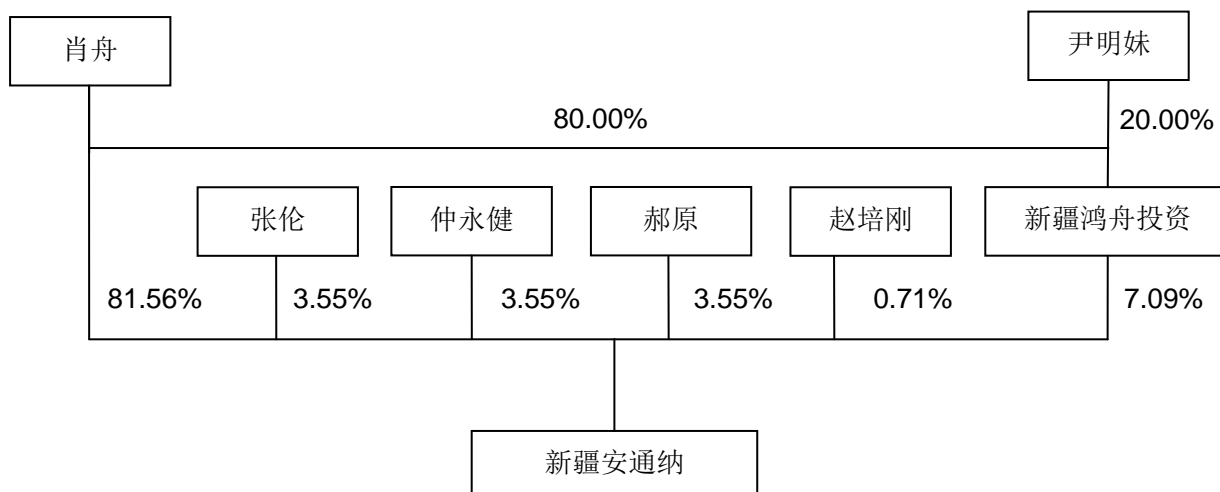 肖舟
尹明妹
80.00%
20.00%
张伦
仲永健
郝原
赵培刚
新疆鸿舟投资
81.56%
3.55%
3.55%
3.55%
0.71%
7.09%
新疆安通纳